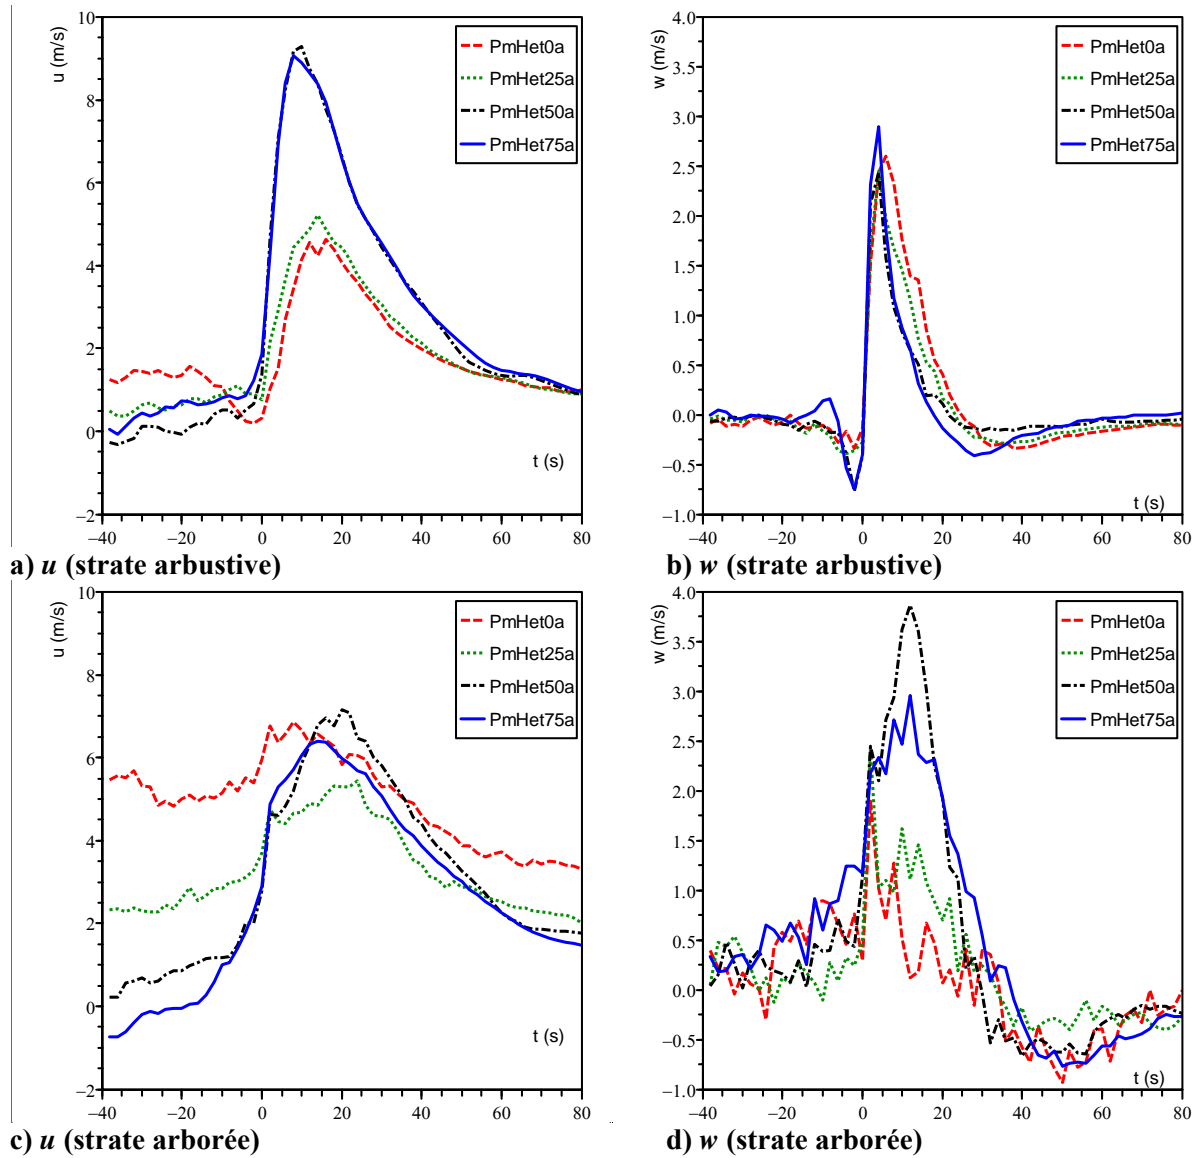 u (m/s)
10
8
6
4
2
0
−2
−40
−20
0
20
40
60
80
t (s)
PmHet0a
PmHet25a
PmHet50a
PmHet75a
a) u (strate arbustive)
w (m/s)
4.0
3.5
3.0
2.5
2.0
1.5
1.0
0.5
0.0
−0.5
−1.0
−40
−20
0
20
40
60
80
t (s)
PmHet0a
PmHet25a
PmHet50a
PmHet75a
b) w (strate arbustive)
u (m/s)
10
8
6
4
2
0
−2
−40
−20
0
20
40
60
80
t (s)
PmHet0a
PmHet25a
PmHet50a
PmHet75a
c) u (strate arborée)
w (m/s)
4.0
3.5
3.0
2.5
2.0
1.5
1.0
0.5
0.0
−0.5
−1.0
−40
−20
0
20
40
60
80
t (s)
PmHet0a
PmHet25a
PmHet50a
PmHet75a
d) w (strate arborée)